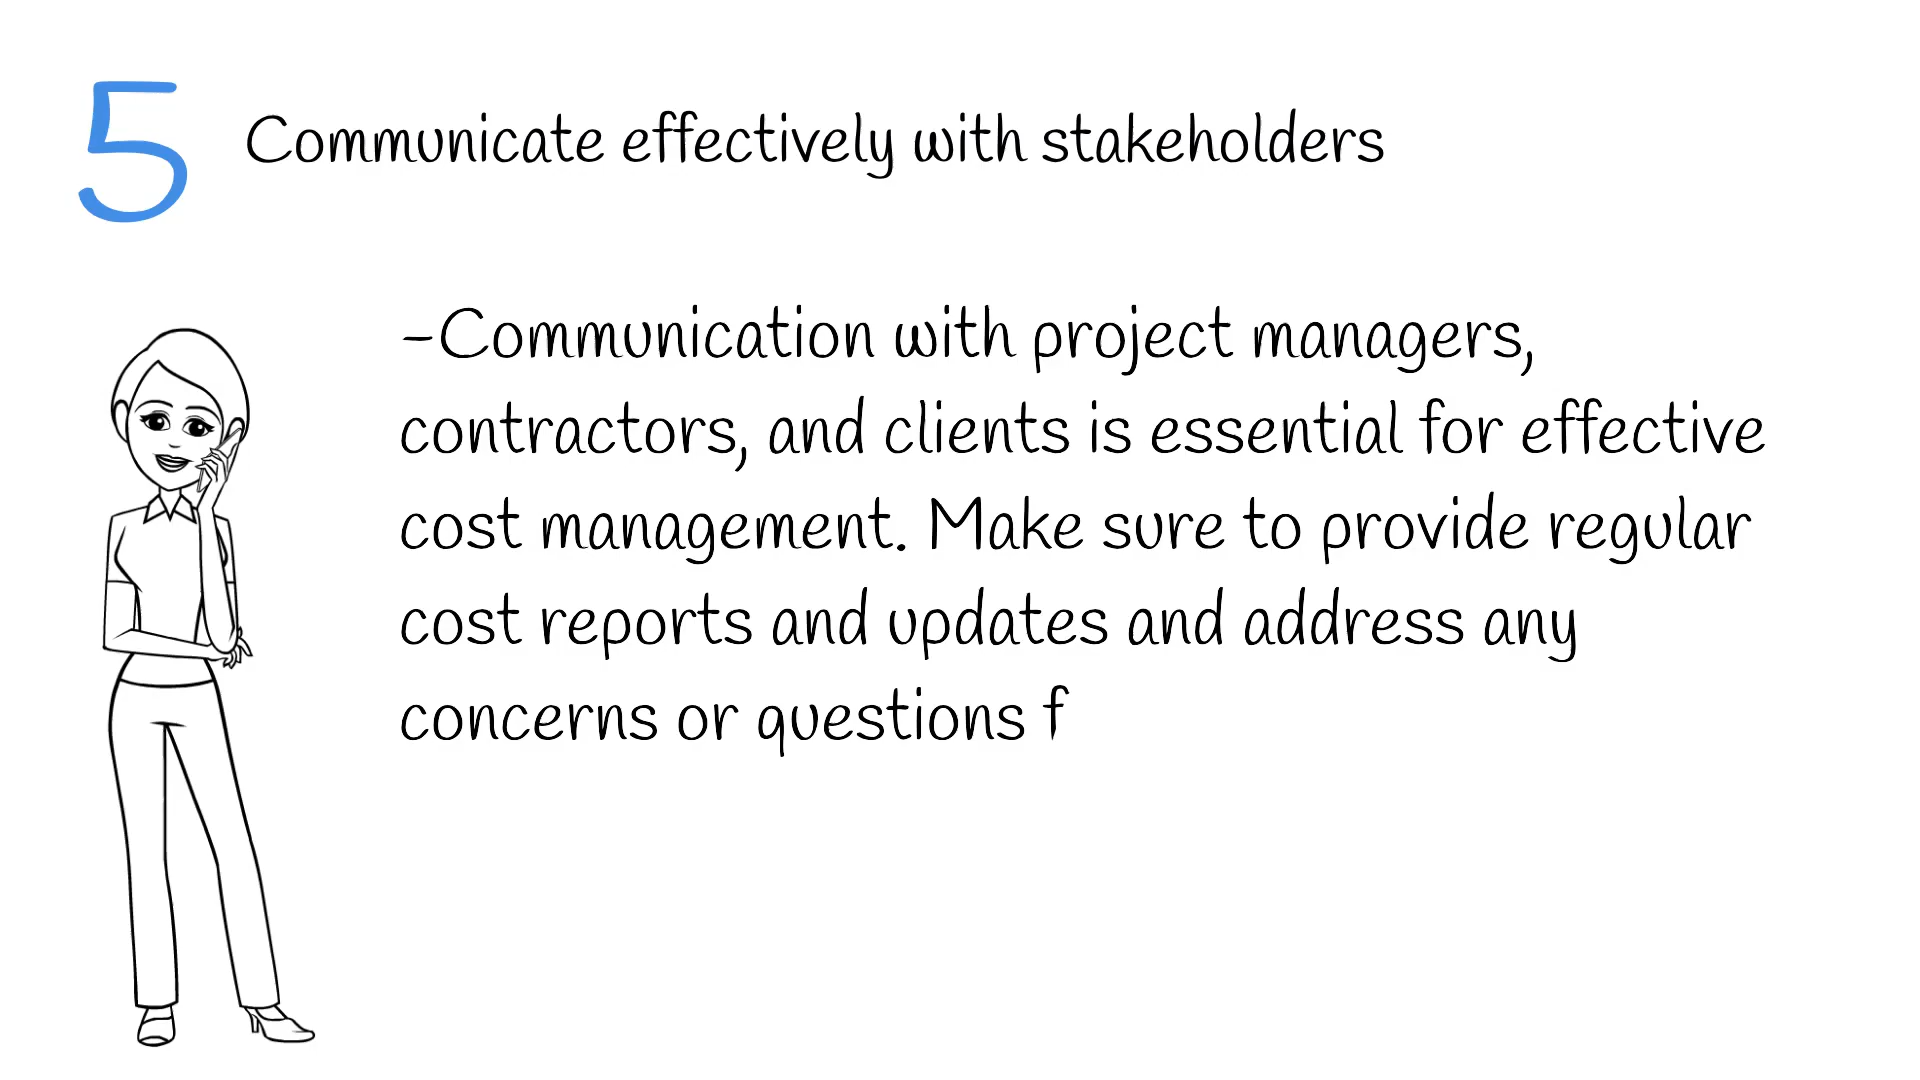 5
Communicate effectively with stakeholders
-Communication with project managers,
contractors, and clients is essential for effective
cost management. Make sure to provide regular
cost reports and updates and address any
concerns or questions f